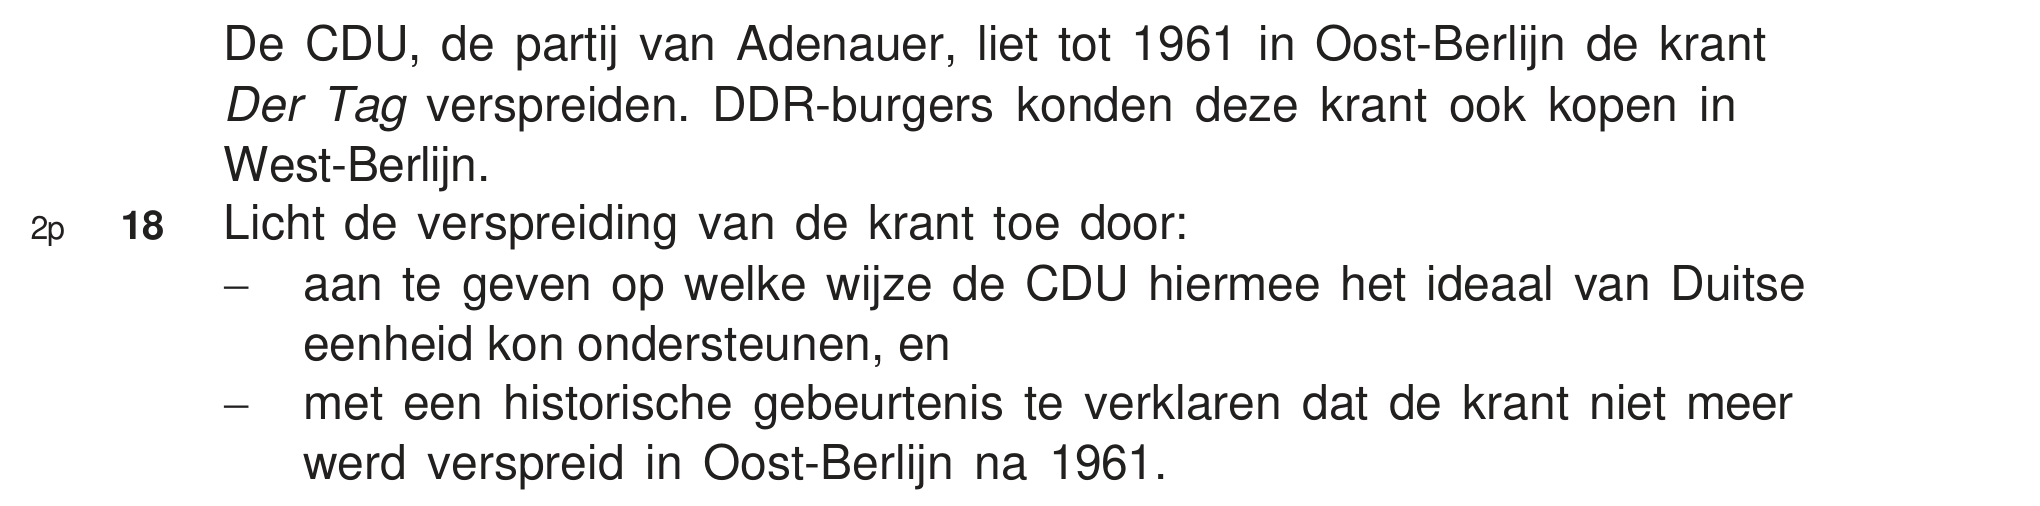 De CDU, de partij van Adenauer, liet tot 1961 in Oost-Berlijn de krant
Der Tag verspreiden. DDR-burgers konden deze krant ook kopen in
West-Berlijn.
2p 18 Licht de verspreiding van de krant toe door:
– aan te geven op welke wijze de CDU hiermee het ideaal van Duitse
eenheid kon ondersteunen, en
– met een historische gebeurtenis te verklaren dat de krant niet meer
werd verspreid in Oost-Berlijn na 1961.